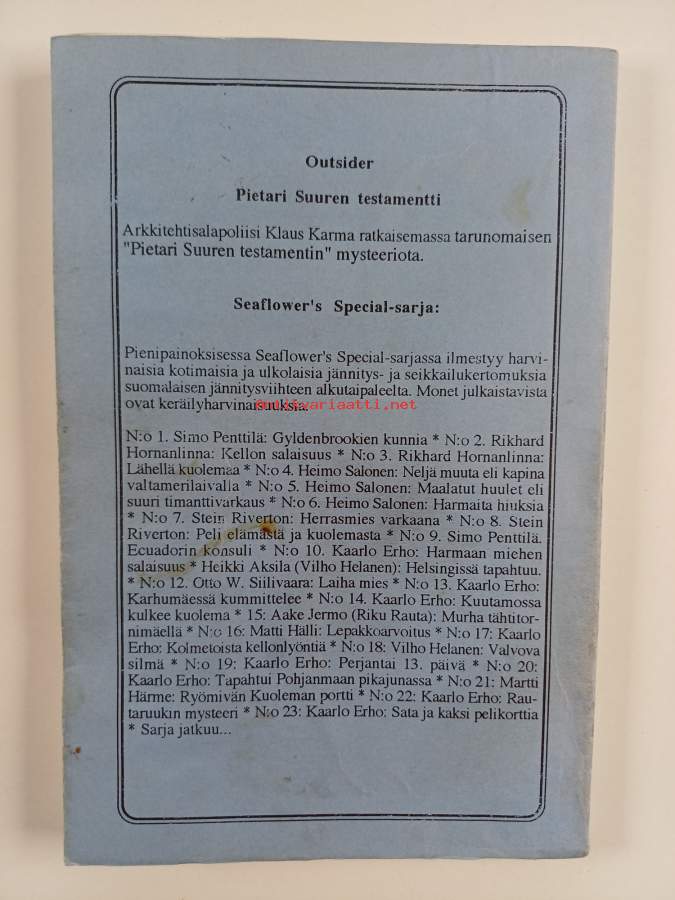 Outsider
Pietari Suuren testamentti
Arkkitehtisalapoliisi Klaus Karma ratkaisemassa tarunomaisen
"Pietari Suuren testamentin" mysteeriota.
Seaflower's Special-sarja:
Pienipainoksisessa Seaflower's Special-sarjassa ilmestyy harvi-
naisia kotimaisia ja ulkolaisia jännitys- ja seikkailukertomuksia
suomalaisen jännitysviihteen alkutaipaleelta. Monet julkaistavista
ovat keräilyharvinaisuuksia.
antikvariaatti.net
N:o 1. Simo Penttilä: Gyldenbrookien kunnia * N:o 2. Rikhard
Hornanlinna: Kellon salaisuus * N:o 3. Rikhard Hornanlinna:
Lähellä kuolemaa * N:o 4. Heimo Salonen: Neljä muuta eli kapina
valtamerilaivalla * N:o 5. Heimo Salonen: Maalatut huulet eli
suuri timanttivarkaus * N:o 6. Heimo Salonen: Harmaita hiuksia
* N:o 7. Stein Riverton: Herrasmies varkaana * N:o 8. Stein
Riverton: Peli elämästä ja kuolemasta * N:o 9. Simo Penttilä.
Ecuadorin konsuli * N:o 10. Kaarlo Erho: Harmaan miehen
salaisuus * Heikki Aksila (Vilho Helanen): Helsingissä tapahtuu.
* N:o 12. Otto W. Siilivaara: Laiha mies * N:o 13. Kaarlo Erho:
Karhumäessä kummittelee * N:o 14. Kaarlo Erho: Kuutamossa
kulkee kuolema * 15: Aake Jermo (Riku Rauta): Murha tähtitor-
nimäellä * N:o 16: Matti Hälli: Lepakkoarvoitus * N:o 17: Kaarlo
Erho: Kolmetoista kellonlyöntiä * N:o 18: Vilho Helanen: Valvova
silmä * N:o 19: Kaarlo Erho: Perjantai 13. päivä * N:o 20:
Kaarlo Erho: Tapahtui Pohjanmaan pikajunassa * N:o 21: Martti
Härme: Ryömivän Kuoleman portti * N:o 22: Kaarlo Erho: Rau-
taruukin mysteeri * N:o 23: Kaarlo Erho: Sata ja kaksi pelikorttia
* Sarja jatkuu...